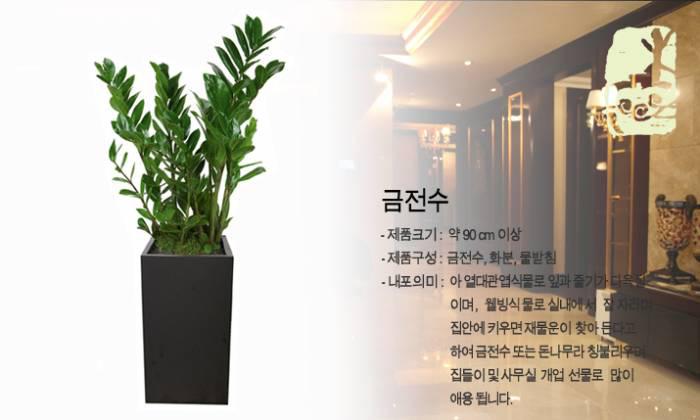 금전수
- 제품크기 : 약 90 cm 이상
- 제품구성 : 금전수, 화분, 물받침
- 내포의미 : 아 열대관엽식물로 잎과 줄기가 다육질
이며, 웰빙식 물로 실내에 서 잘 자라며
집안에 키우면 재물운이 찾아 든다고
하여 금전수 또는 돈나무라 칭불리우며
집들이 및 사무실 개업 선물로 많이
애용 됩니다.